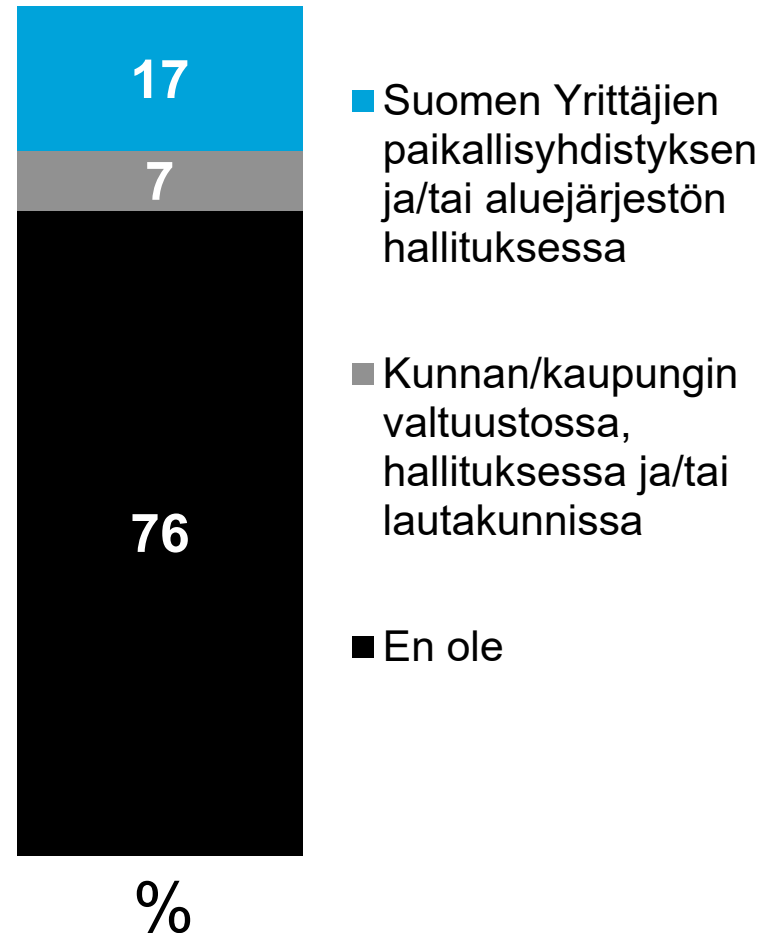 17
7
76
%
Suomen Yrittäjien
paikallisyhdistyksen
ja/tai aluejärjestön
hallituksessa
Kunnan/kaupungin
valtuustossa,
hallituksessa ja/tai
lautakunnissa
En ole